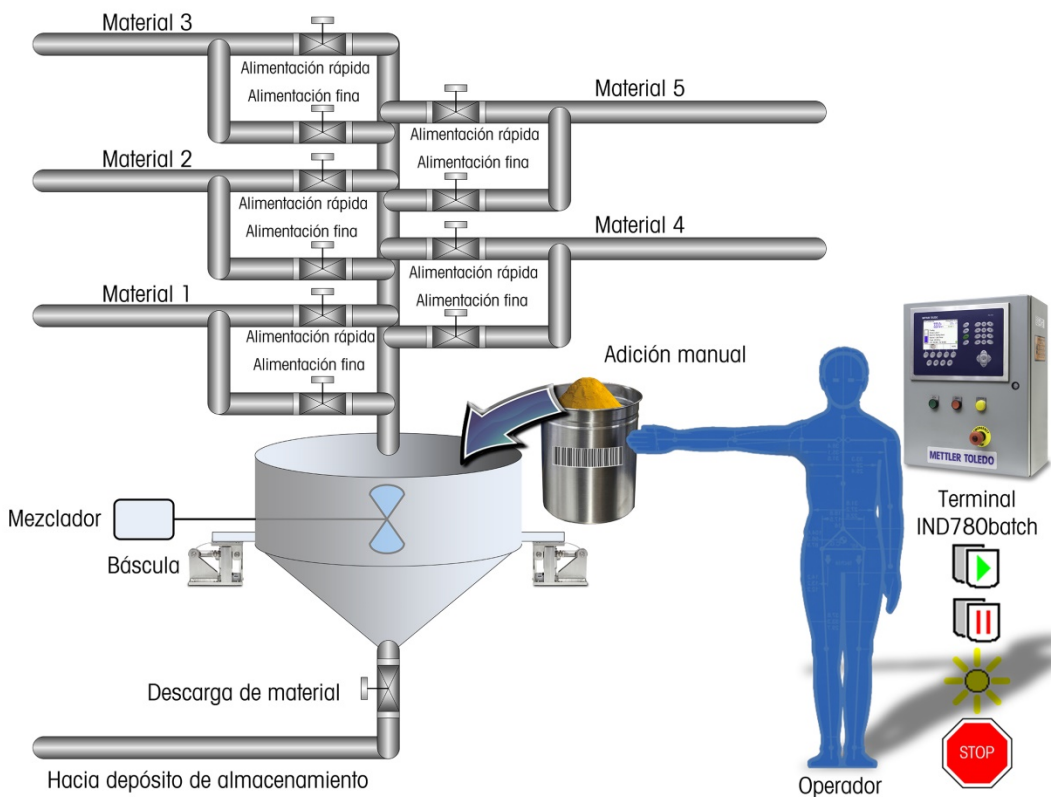 Material 3
Alimentación rápida
Alimentación fina
Material 5
Alimentación rápida
Alimentación fina
Material 2
Alimentación rápida
Alimentación fina
Material 4
Alimentación rápida
Alimentación fina
Material 1
Alimentación rápida
Alimentación fina
Adición manual
METTLER TOLEDO
Terminal
IND780batch
Mezclador
Báscula
Descarga de material
STOP
Hacia depósito de almacenamiento
Operador